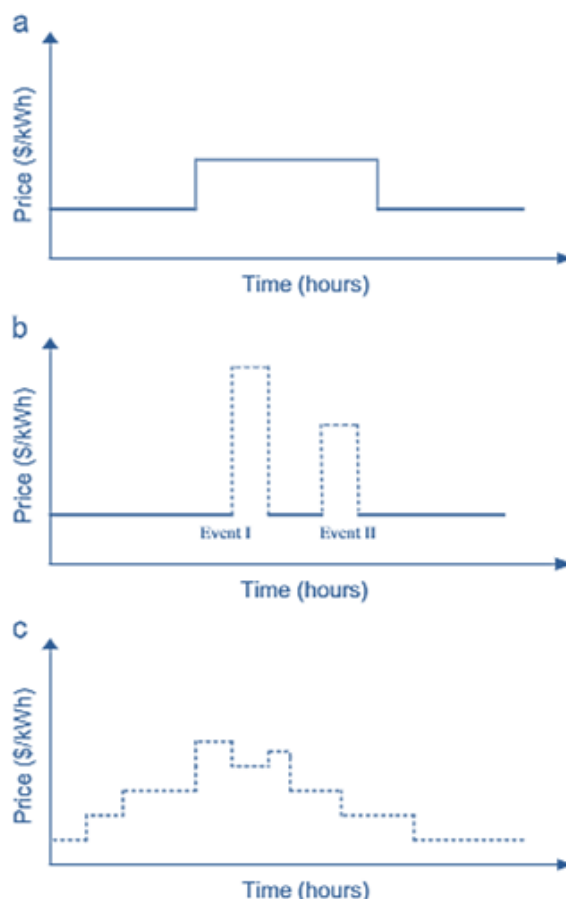 a
Price ($/kWh)
Time (hours)
b
Price ($/kWh)
Event I
Event II
Time (hours)
c
Price ($/kWh)
Time (hours)